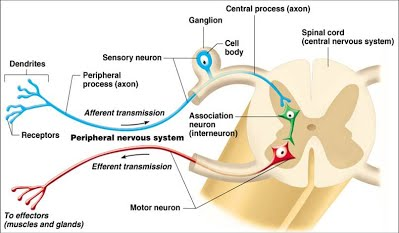 Central process (axon)
Ganglion
Spinal cord
(central nervous system)
Cell
body
Sensory neuron
Dendrites
Peripheral
process (axon)
Afferent transmission
Association
neuron
(interneuron)
Receptors
Peripheral nervous system
Efferent transmission
Motor neuron
To effectors
(muscles and glands)